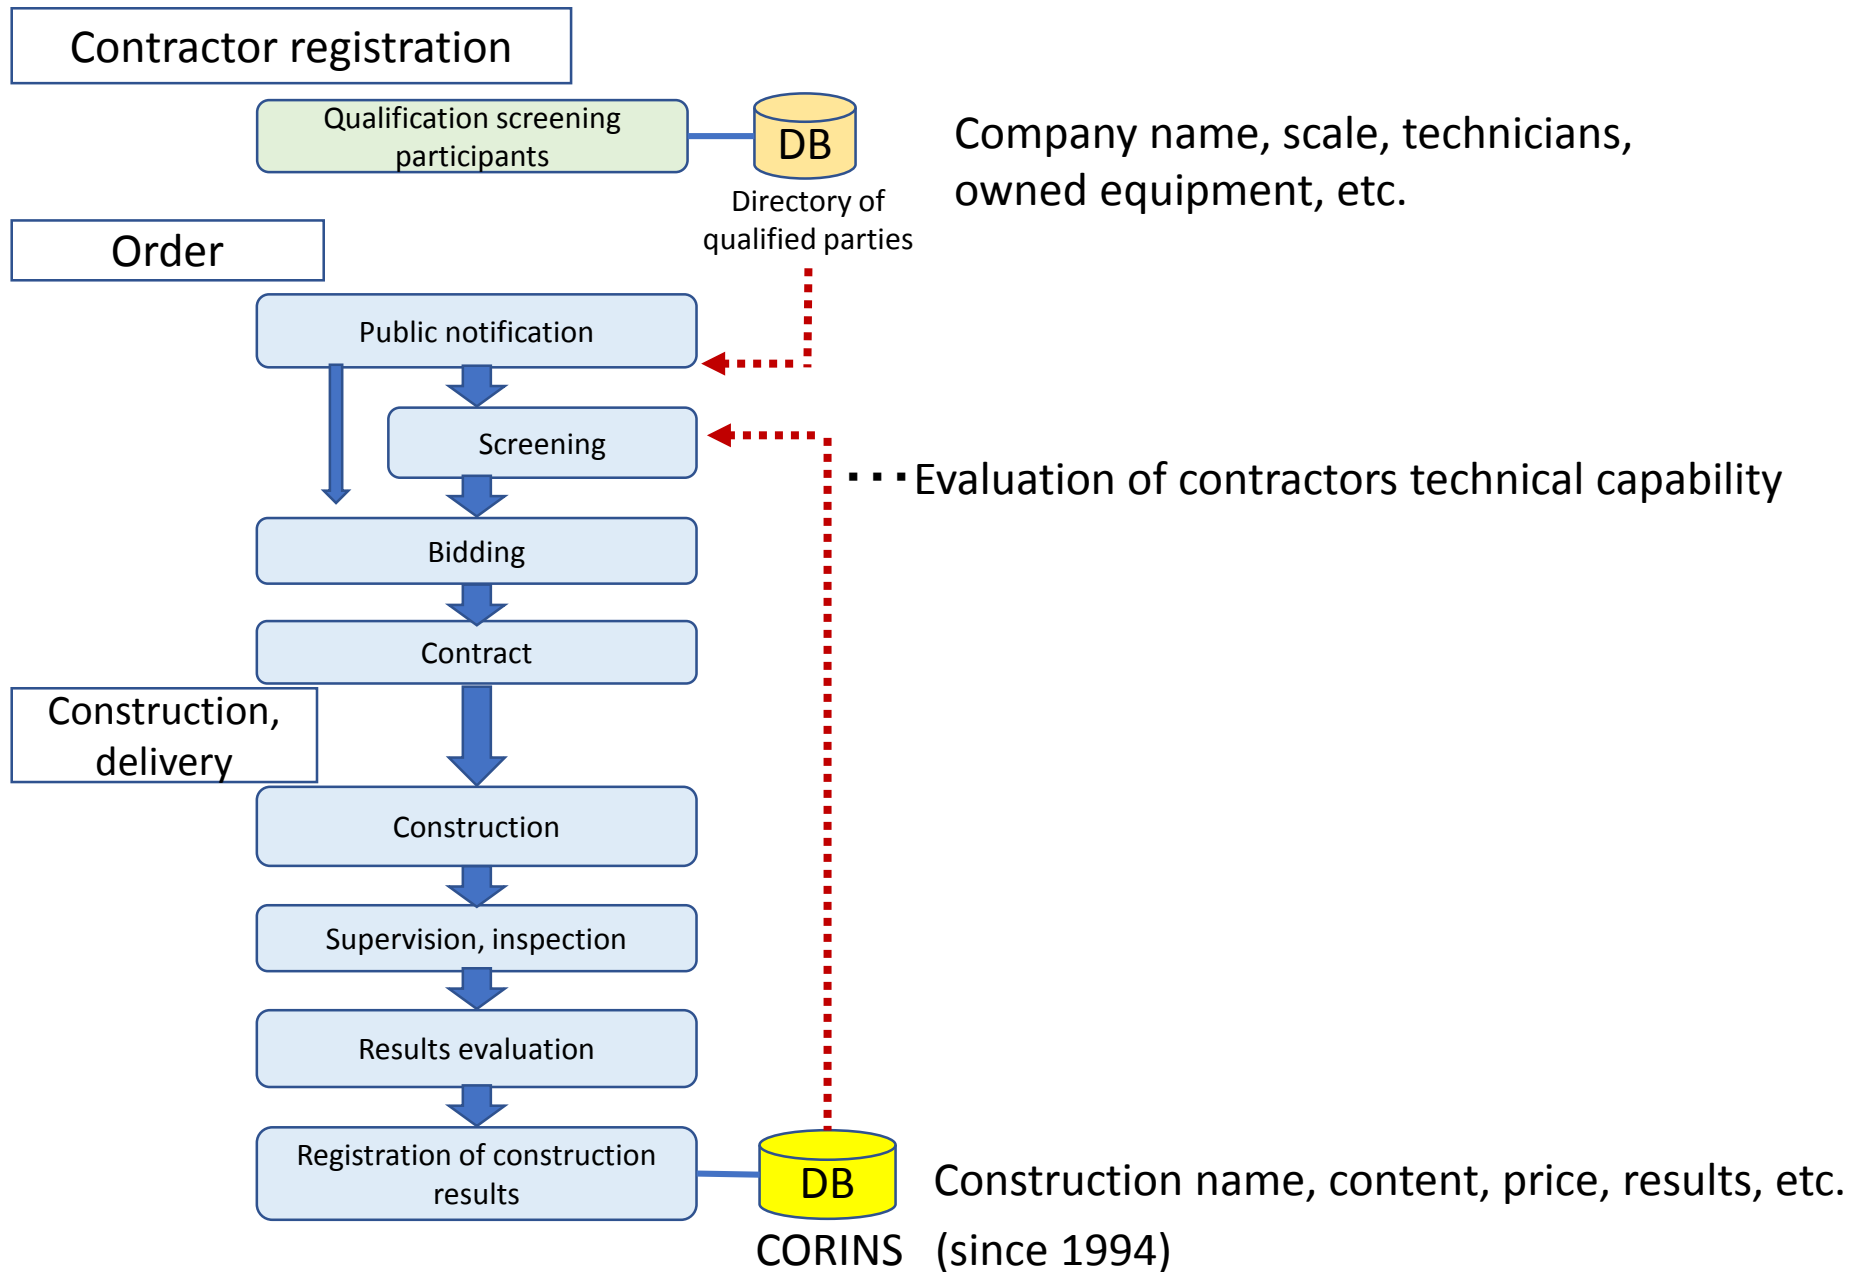 Contractor registration
Qualification screening
participants
DB
Company name, scale, technicians,
owned equipment, etc.
Directory of
qualified parties
Order
Public notification
Screening
･･･Evaluation of contractors technical capability
Bidding
Contract
Construction,
delivery
Construction
Supervision, inspection
Results evaluation
Registration of construction
results
DB
Construction name, content, price, results, etc.
CORINS (since 1994)